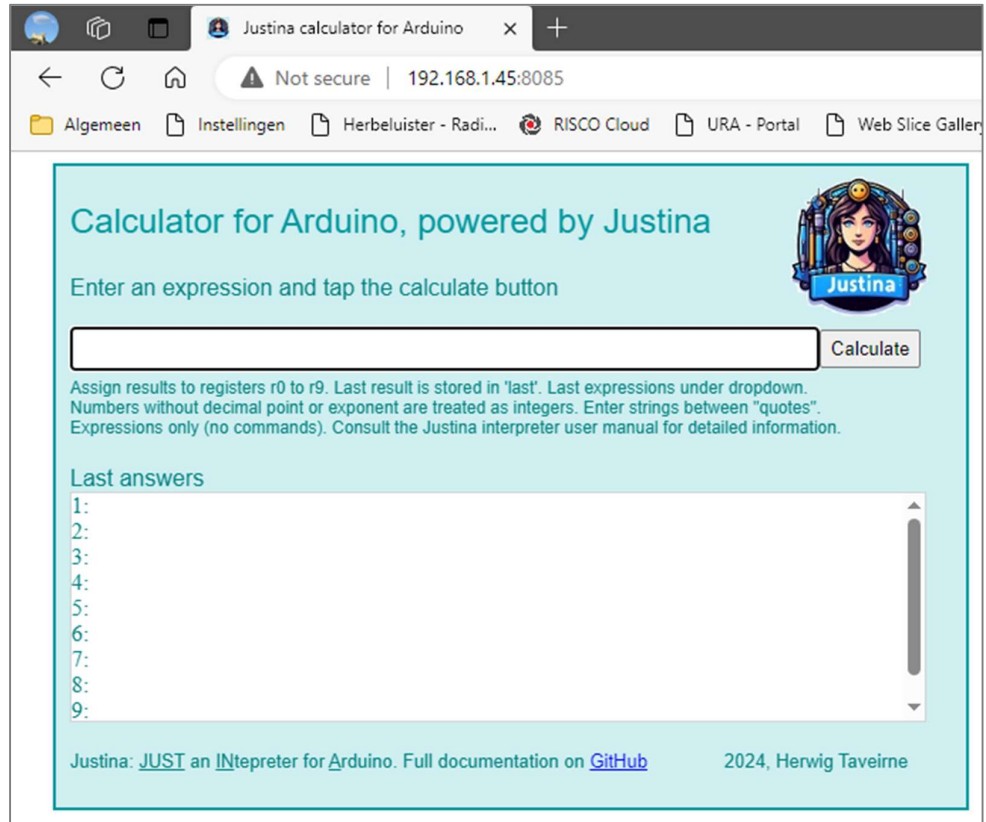 Justina calculator for Arduino
Not secure | 192.168.1.45:8085
Algemeen Instellingen Herbeluister - Radi... RISCO Cloud URA - Portal Web Slice Gallery
Calculator for Arduino, powered by Justina
Justina
Enter an expression and tap the calculate button
Calculate
Assign results to registers r0 to r9. Last result is stored in 'last'. Last expressions under dropdown.
Numbers without decimal point or exponent are treated as integers. Enter strings between "quotes".
Expressions only (no commands). Consult the Justina interpreter user manual for detailed information.
Last answers
1:
2:
3:
4:
5:
6:
7:
8:
9:
Justina: JUST an INtepreter for Arduino. Full documentation on GitHub 2024, Herwig Taveirne